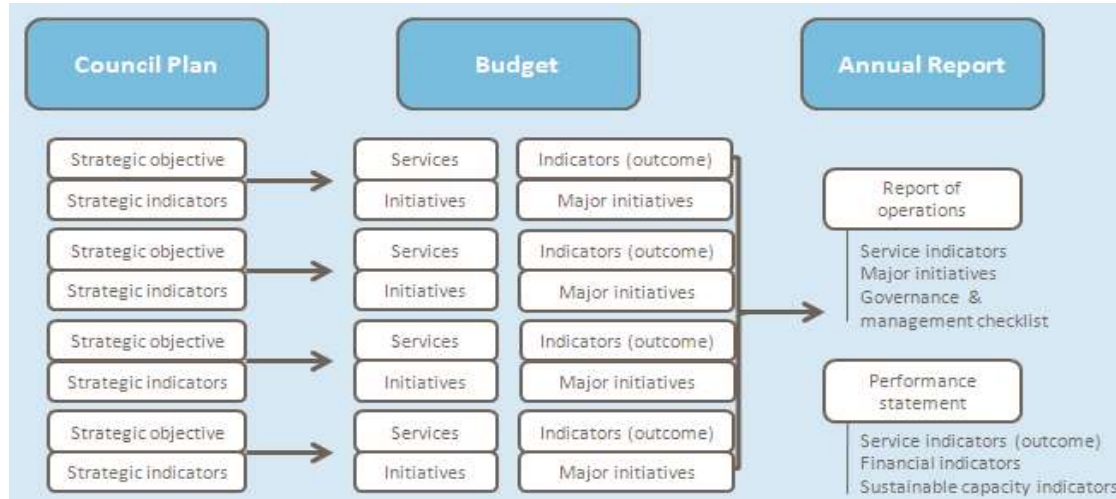 Council Plan
Budget
Annual Report
Strategic objective
Strategic indicators
Services
Initiatives
Indicators (outcome)
Major initiatives
Strategic objective
Strategic indicators
Services
Initiatives
Indicators (outcome)
Major initiatives
Strategic objective
Strategic indicators
Services
Initiatives
Indicators (outcome)
Major initiatives
Strategic objective
Strategic indicators
Services
Initiatives
Indicators (outcome)
Major initiatives
Report of
operations
Service indicators
Major initiatives
Governance &
management checklist
Performance
statement
Service indicators (outcome)
Financial indicators
Sustainable capacity indicators